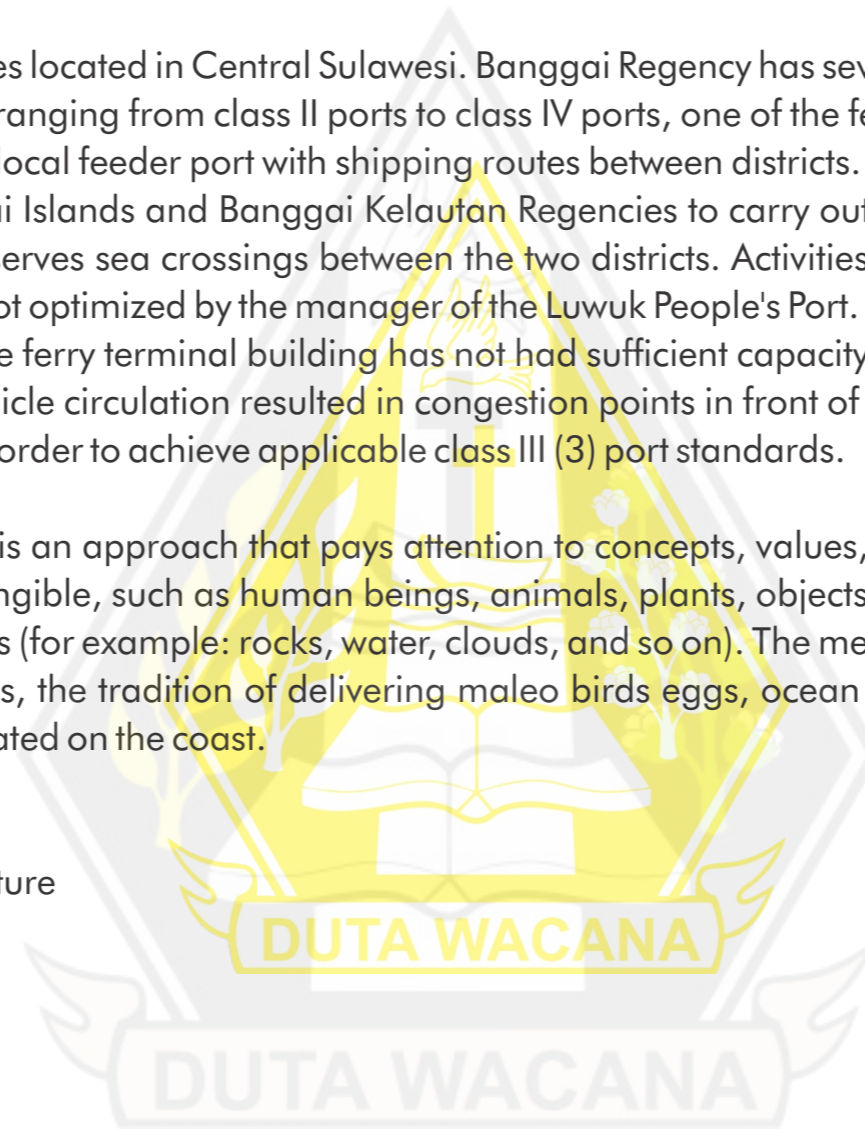 es located in Central Sulawesi. Banggai Regency has sev
ranging from class II ports to class IV ports, one of the fe
local feeder port with shipping routes between districts.
ai Islands and Banggai Kelautan Regencies to carry out
serves sea crossings between the two districts. Activities
ot optimized by the manager of the Luwuk People's Port.
e ferry terminal building has not had sufficient capacity
icle circulation resulted in congestion points in front of
order to achieve applicable class III (3) port standards.
is an approach that pays attention to concepts, values,
ngible, such as human beings, animals, plants, objects
s (for example: rocks, water, clouds, and so on). The me
s, the tradition of delivering maleo birds eggs, ocean
ated on the coast.
ture
DUTA WACANA
DUTA WACANA